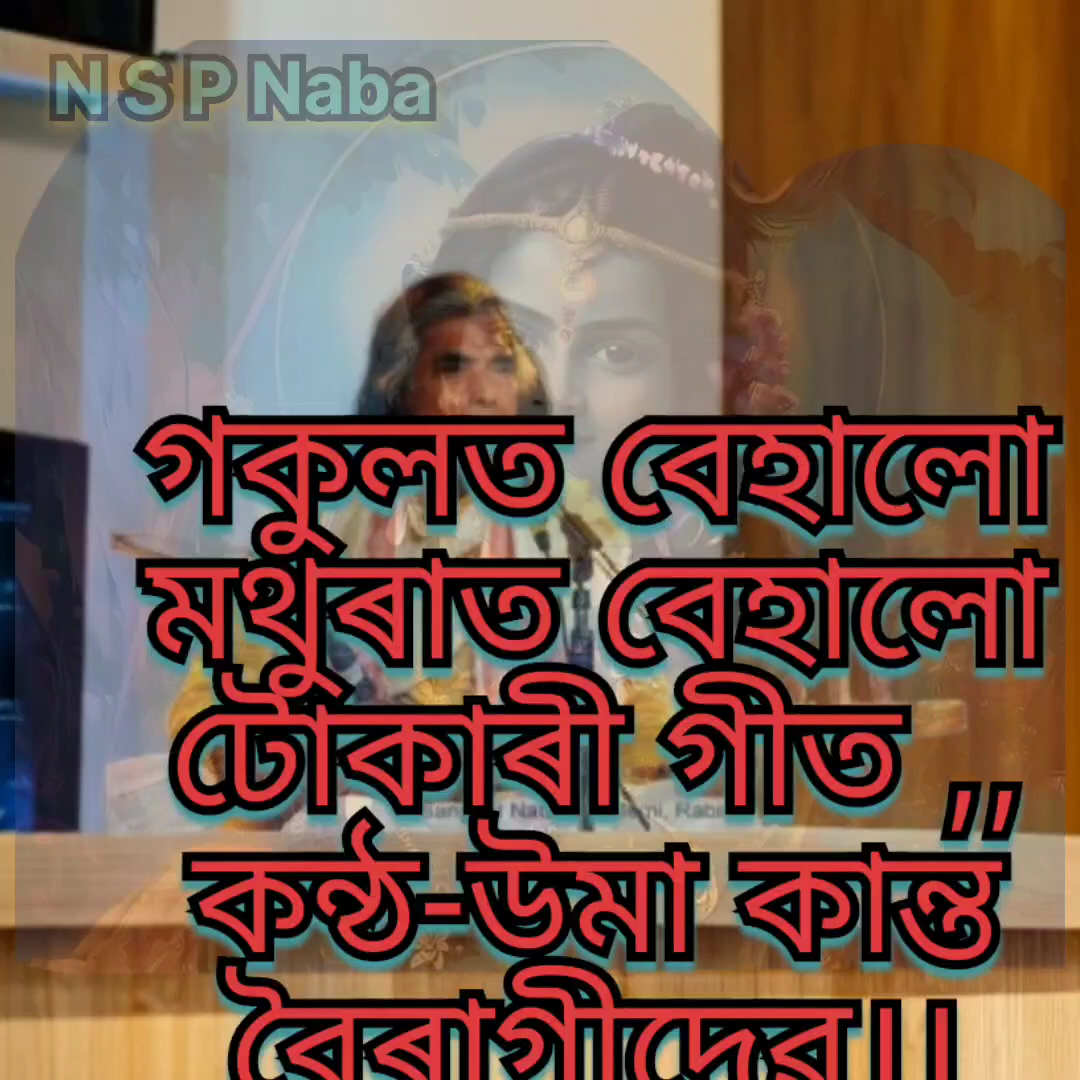 N S P Naba
গকুলত বেহালো
মথুৰাত বেহালো
টোকাৰী গীত ,,
কন্ঠ-উমা কান্ত
বৈৰাগীদেৱ।।